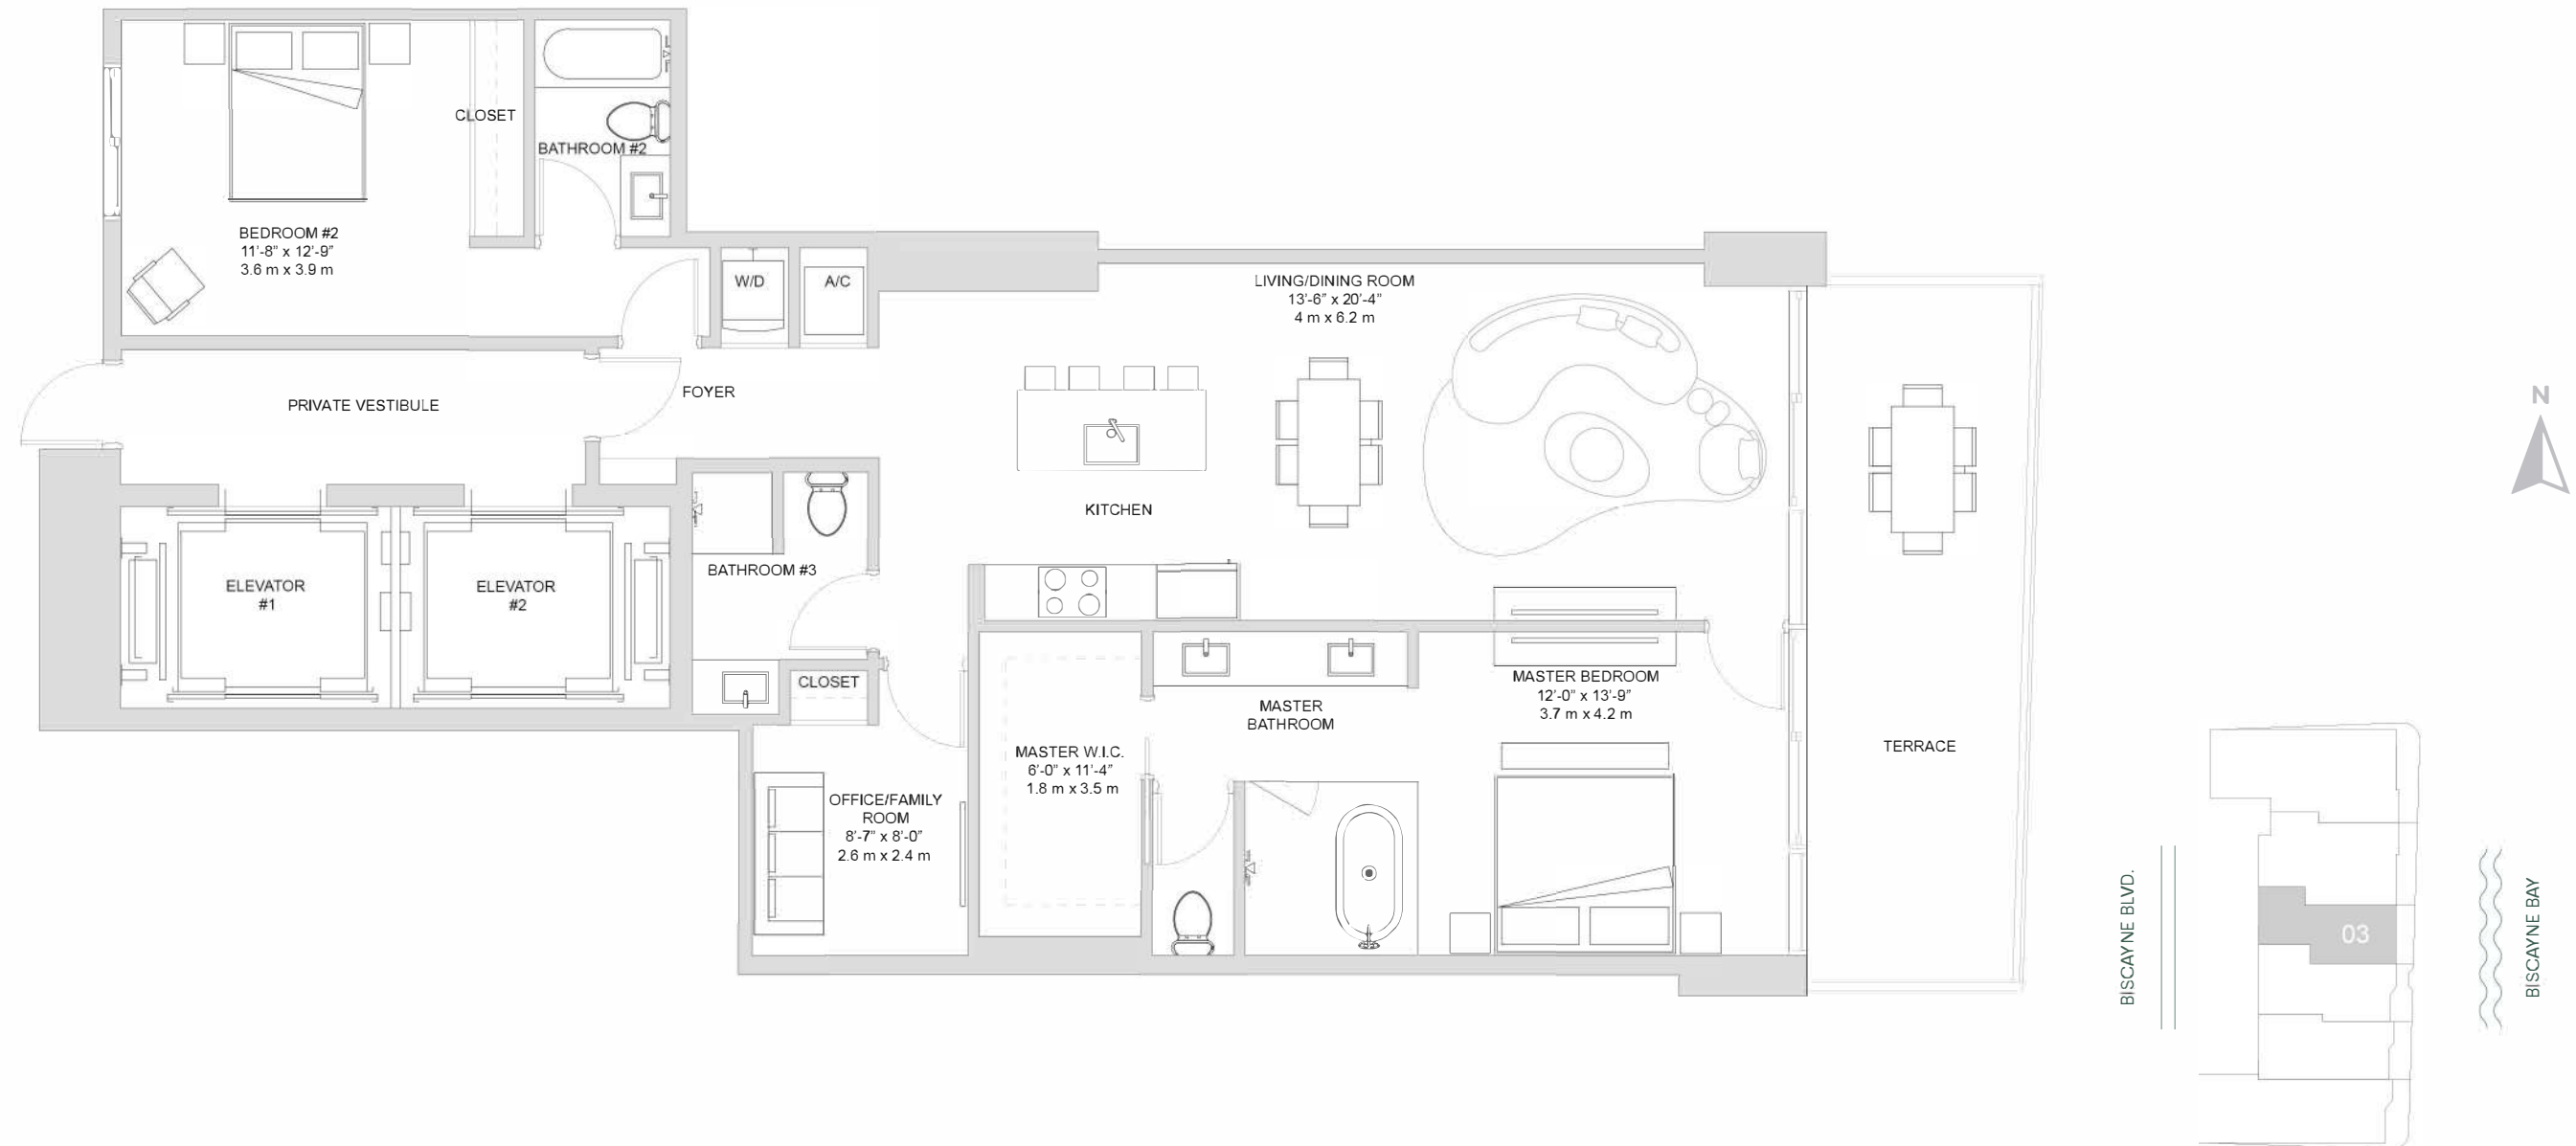 CLOSET
BATHROOM #2
BEDROOM #2
11'-8" x 12'-9"
3.6 m x 3.9 m
W/D
A/C
LIVING/DINING ROOM
13'-6" x 20'-4"
4 m x 6.2 m
PRIVATE VESTIBULE
FOYER
KITCHEN
N
ELEVATOR
#1
ELEVATOR
#2
BATHROOM #3
CLOSET
MASTER BEDROOM
12'-0" x 13'-9"
3.7 m x 4.2 m
MASTER
BATHROOM
MASTER W.I.C.
6'-0" x 11'-4"
1.8 m x 3.5 m
TERRACE
OFFICE/FAMILY
ROOM
8'-7" x 8'-0"
2.6 m x 2.4 m
BISCAYNE BLVD.
03
BISCAYNE BAY